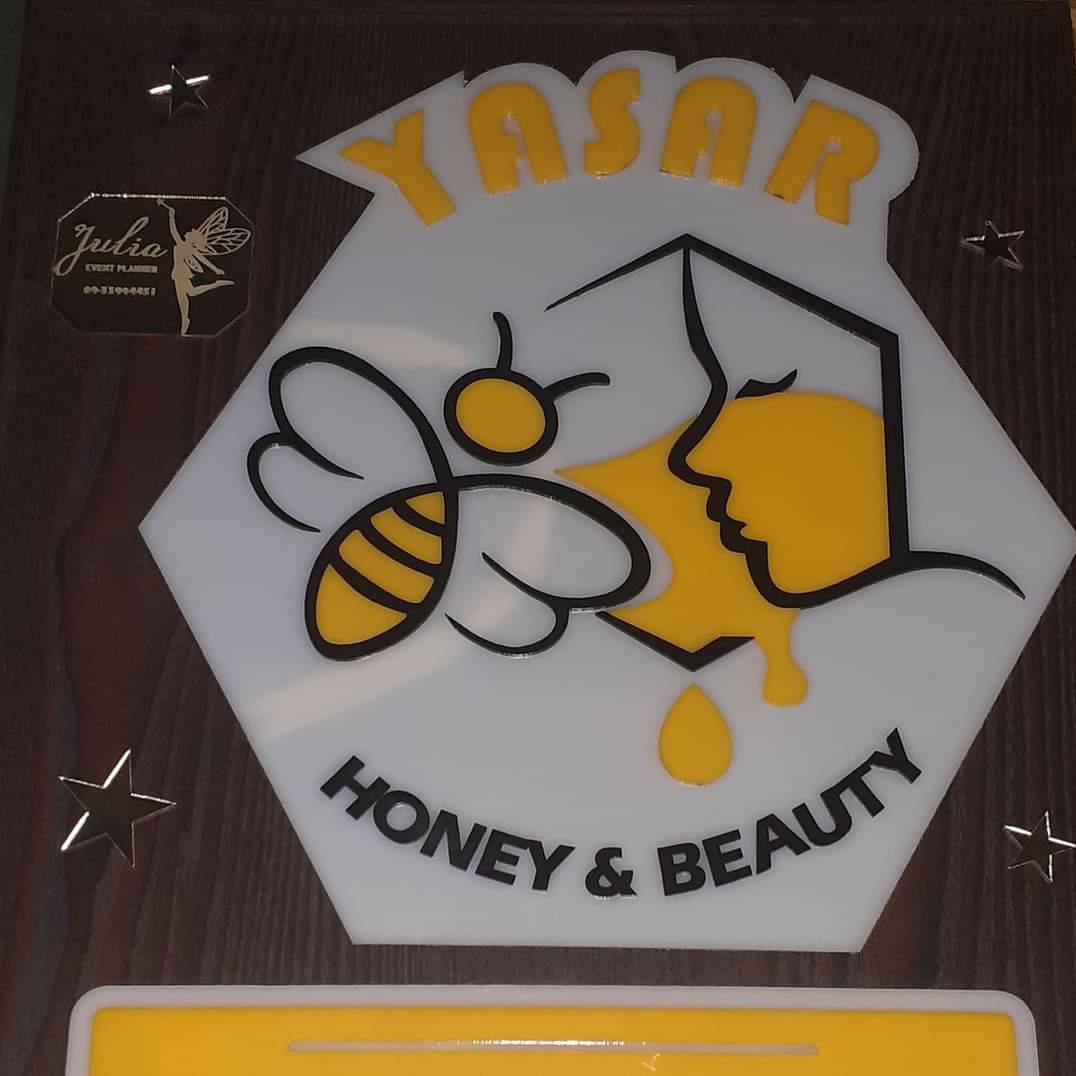 YASAR
Julia
EVENT PLANNER
HONEY & BEAUTY